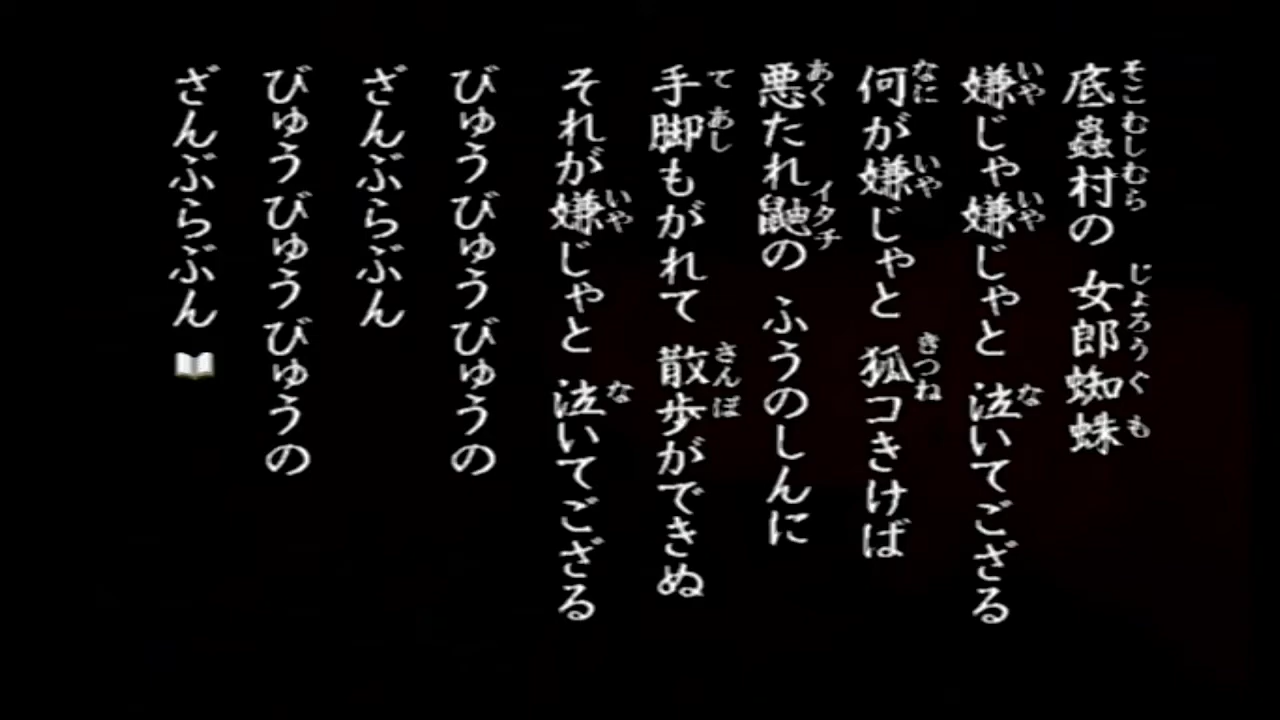 底蟲村の 女郎蜘蛛
嫌じゃ嫌じゃと 泣いてござる
何が嫌じゃと 狐コきけば
悪たれ鼬の ふうのしんに
手脚もがれて 散歩ができぬ
それが嫌じゃと 泣いてござる
びゅうびゅうびゅうの
ざんぶらぶん
びゅうびゅうびゅうの
ざんぶらぶん